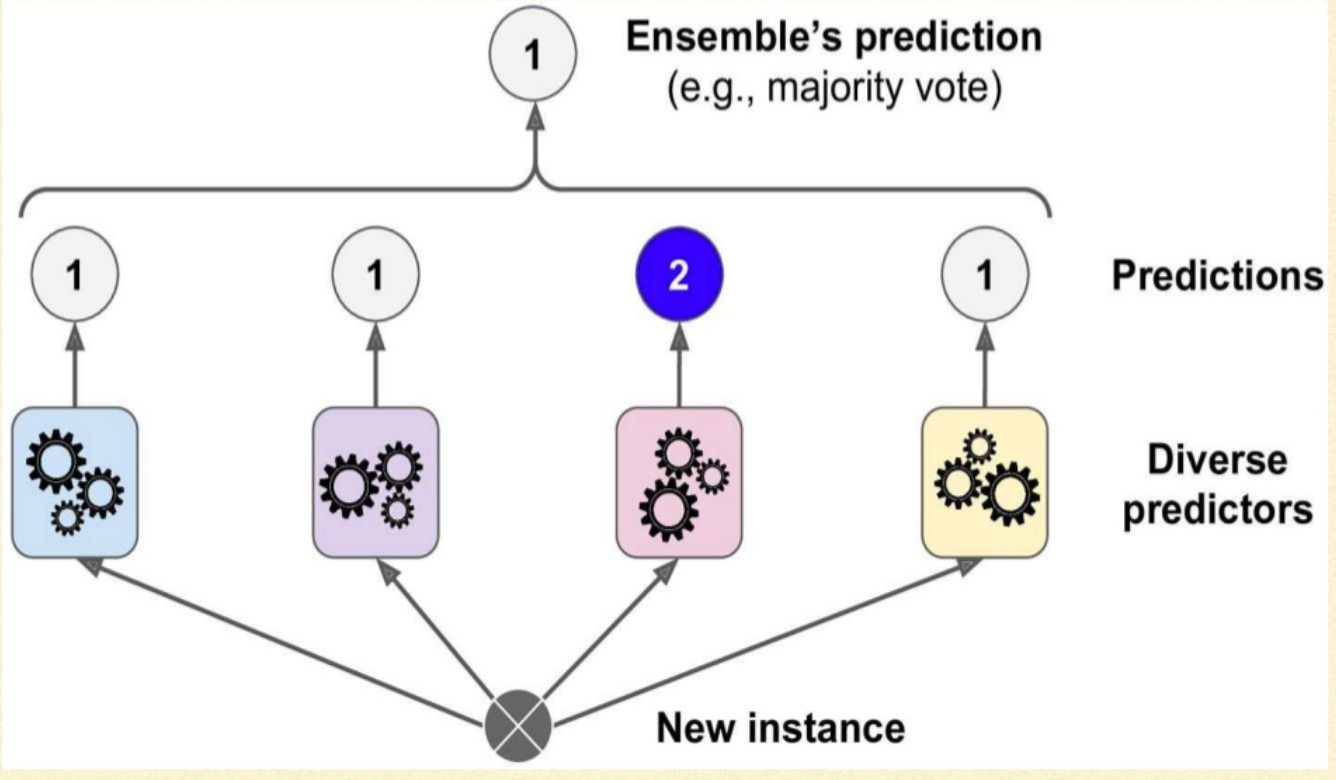 1
Ensemble's prediction
(e.g., majority vote)
1
1
2
1
Predictions
Diverse
predictors
New instance